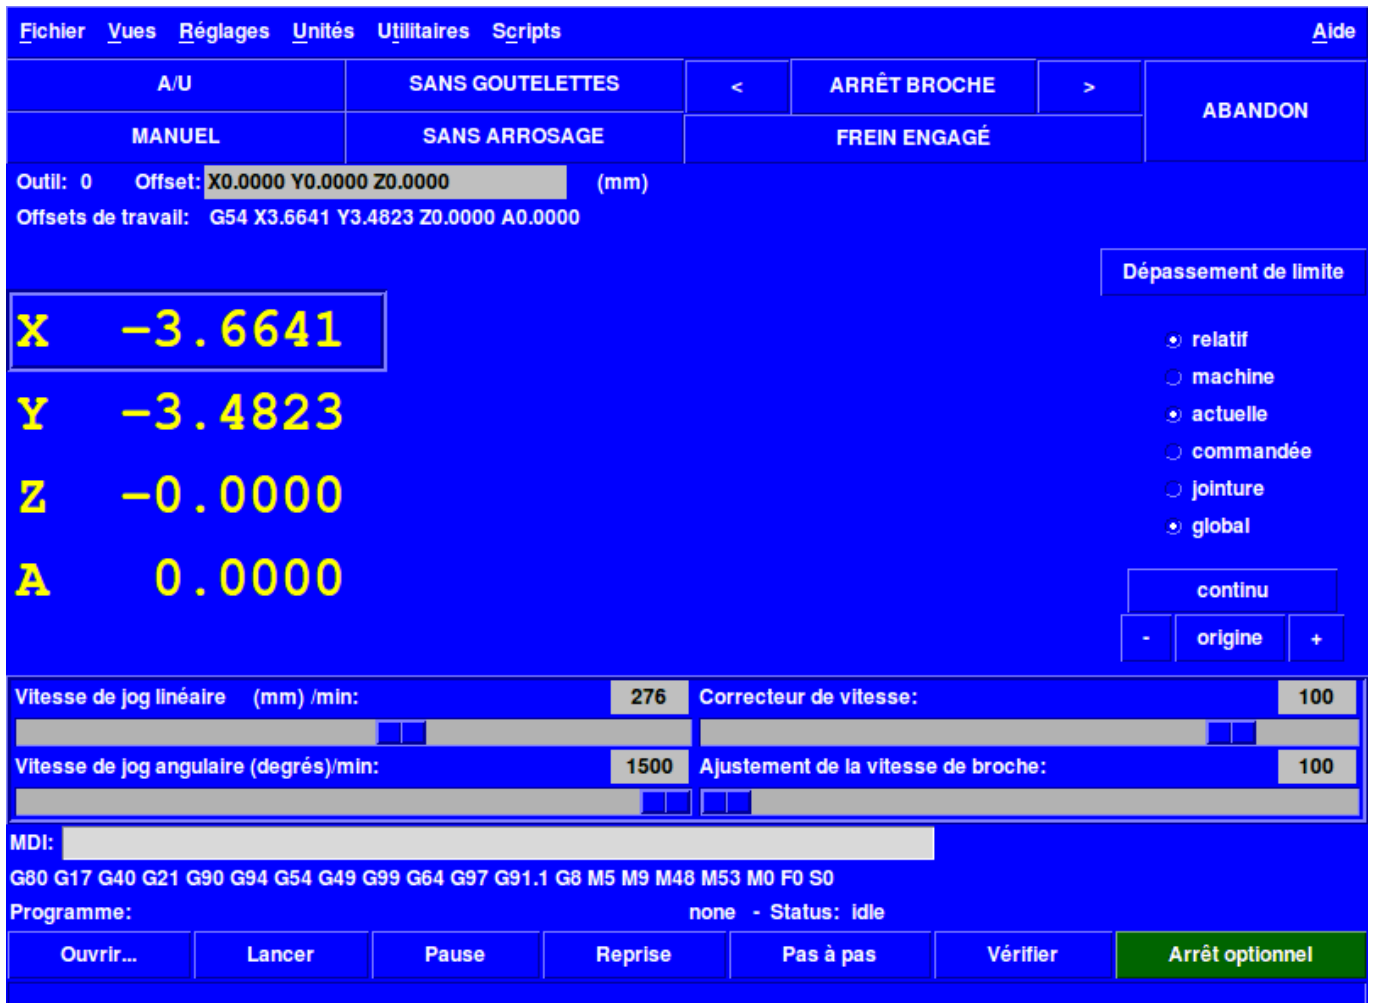 Fichier Vues Réglages Unités Utilitaires Scripts Aide
A/U SANS GOUTELETTES < ARRÊT BROCHE > ABANDON
MANUEL SANS ARROSAGE FREIN ENGAGÉ
Outil: 0 Offset: X0.0000 Y0.0000 Z0.0000 (mm)
Offsets de travail: G54 X3.6641 Y3.4823 Z0.0000 A0.0000
Dépassement de limite
X -3.6641
relatif
machine
Y -3.4823
actuelle
commandée
Z -0.0000
jointure
global
A 0.0000
continu
- origine +
Vitesse de jog linéaire (mm) /min: 276 Correcteur de vitesse: 100
Vitesse de jog angulaire (degrés)/min: 1500 Ajustement de la vitesse de broche: 100
MDI:
G80 G17 G40 G21 G90 G94 G54 G49 G99 G64 G97 G91.1 G8 M5 M9 M48 M53 M0 F0 S0
Programme: none - Status: idle
Ouvrir... Lancer Pause Reprise Pas à pas Vérifier Arrêt optionnel